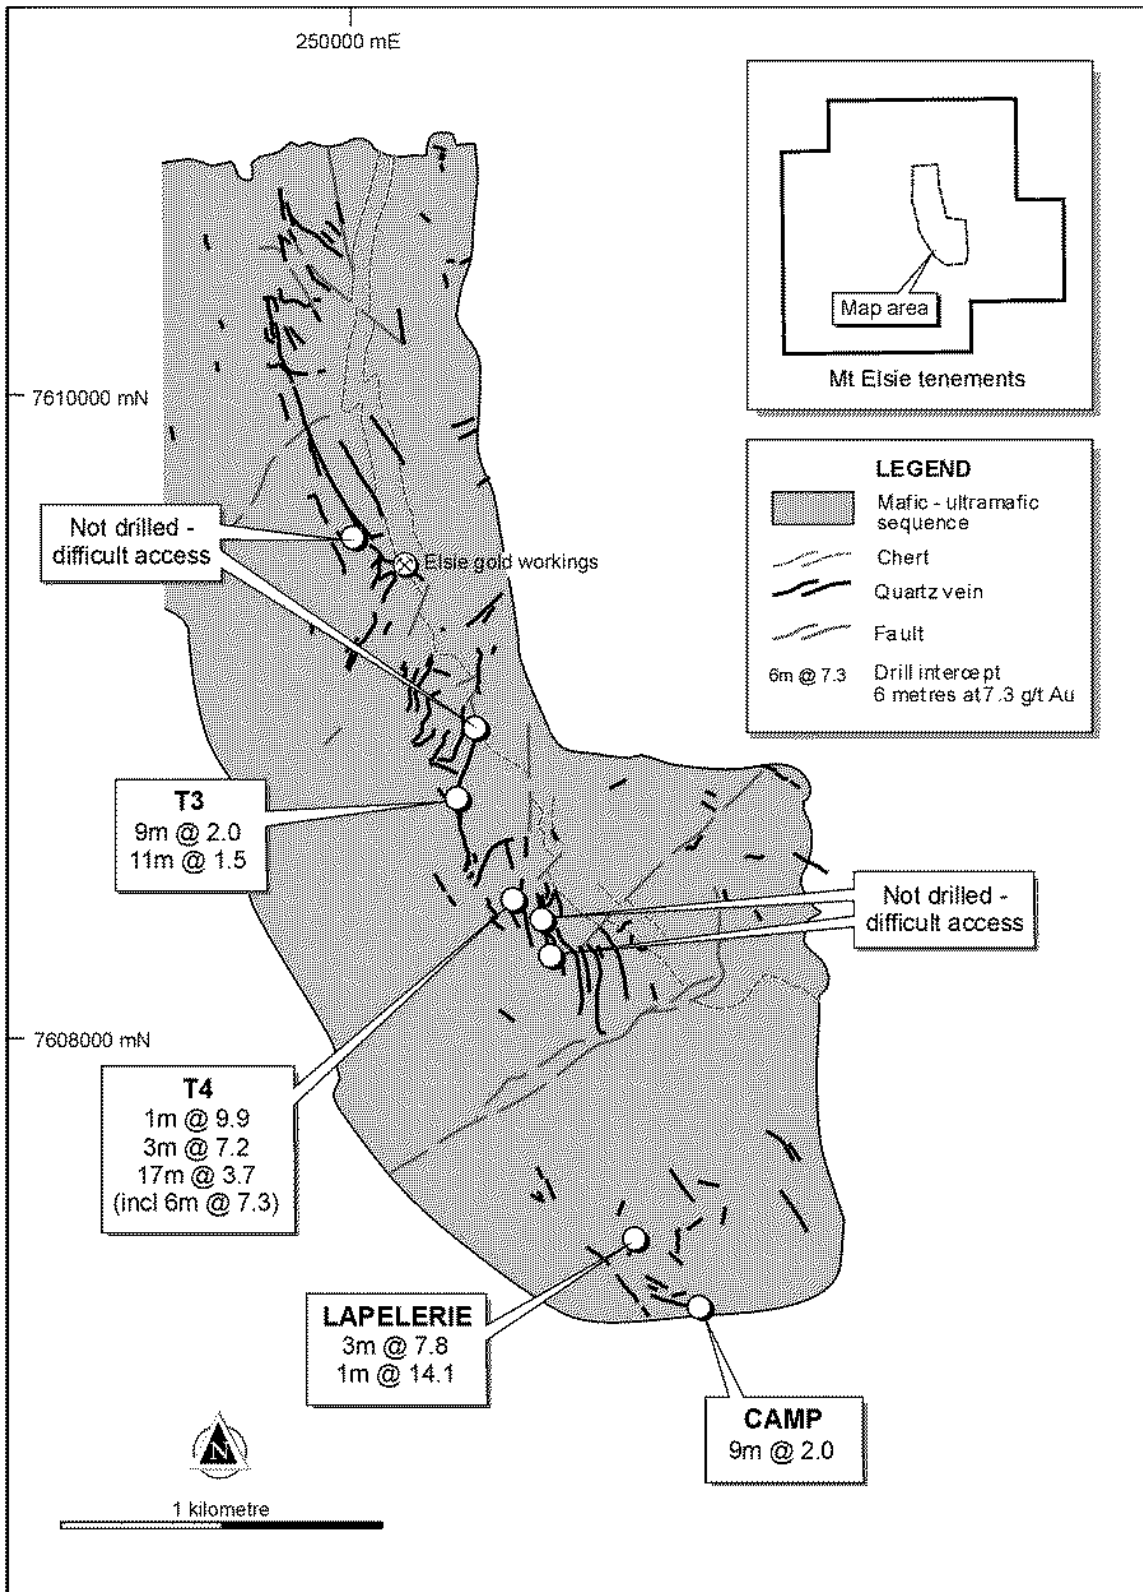 250000 mE
Map area
Mt Elsie tenements
7610000 mN
LEGEND
Mafic - ultramafic
sequence
Chert
Quartz vein
Fault
6m @ 7.3
Drill intercept
6 metres at 7.3 g/t Au
Not drilled -
difficult access
Elsie gold workings
T3
9m @ 2.0
11m @ 1.5
Not drilled -
difficult access
7608000 mN
T4
1m @ 9.9
3m @ 7.2
17m @ 3.7
(incl 6m @ 7.3)
LAPELERIE
3m @ 7.8
1m @ 14.1
CAMP
9m @ 2.0
N
1 kilometre